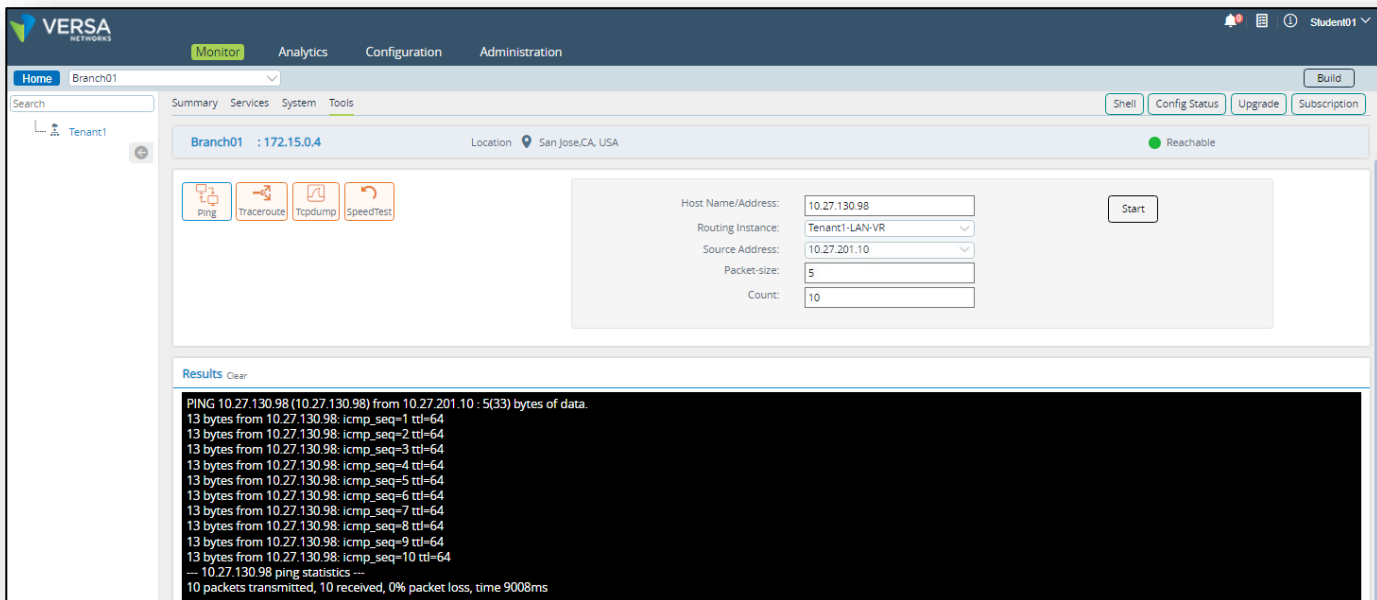 VERSA
NETWORKS
Student01
Monitor Analytics Configuration Administration
Home Branch01 Build
Search Summary Services System Tools Shell Config Status Upgrade Subscription
Tenant1
Branch01 : 172.15.0.4 Location San Jose,CA, USA Reachable
Ping Traceroute Tcpdump SpeedTest
Host Name/Address: 10.27.130.98 Start
Routing Instance: Tenant1-LAN-VR
Source Address: 10.27.201.10
Packet-size: 5
Count: 10
Results Clear
PING 10.27.130.98 (10.27.130.98) from 10.27.201.10 : 5(33) bytes of data.
13 bytes from 10.27.130.98: icmp_seq=1 ttl=64
13 bytes from 10.27.130.98: icmp_seq=2 ttl=64
13 bytes from 10.27.130.98: icmp_seq=3 ttl=64
13 bytes from 10.27.130.98: icmp_seq=4 ttl=64
13 bytes from 10.27.130.98: icmp_seq=5 ttl=64
13 bytes from 10.27.130.98: icmp_seq=6 ttl=64
13 bytes from 10.27.130.98: icmp_seq=7 ttl=64
13 bytes from 10.27.130.98: icmp_seq=8 ttl=64
13 bytes from 10.27.130.98: icmp_seq=9 ttl=64
13 bytes from 10.27.130.98: icmp_seq=10 ttl=64
--- 10.27.130.98 ping statistics ---
10 packets transmitted, 10 received, 0% packet loss, time 9008ms